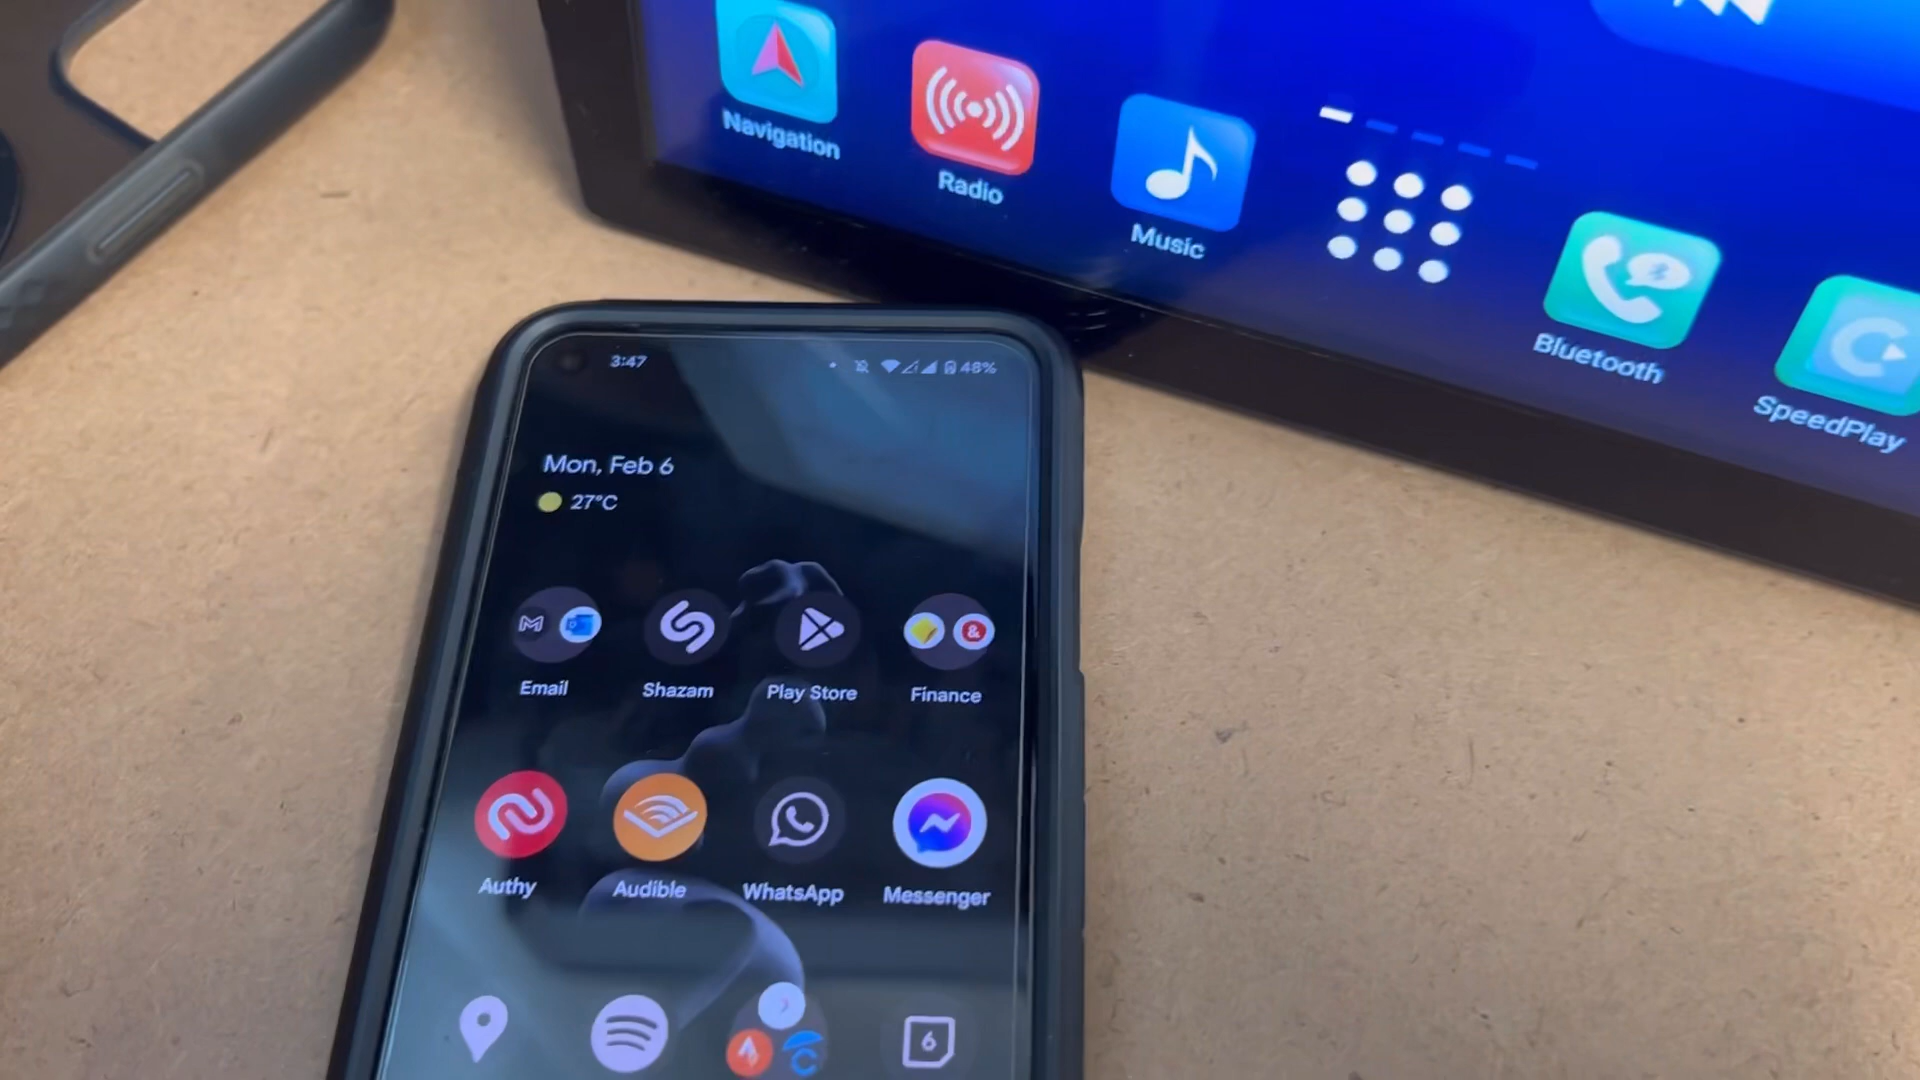 Navigation
Radio
Music
Bluetooth
SpeedPlay
3:47
48%
Mon, Feb 6
27°C
Email
Shazam
Play Store
Finance
&
Authy
Audible
WhatsApp
Messenger
6